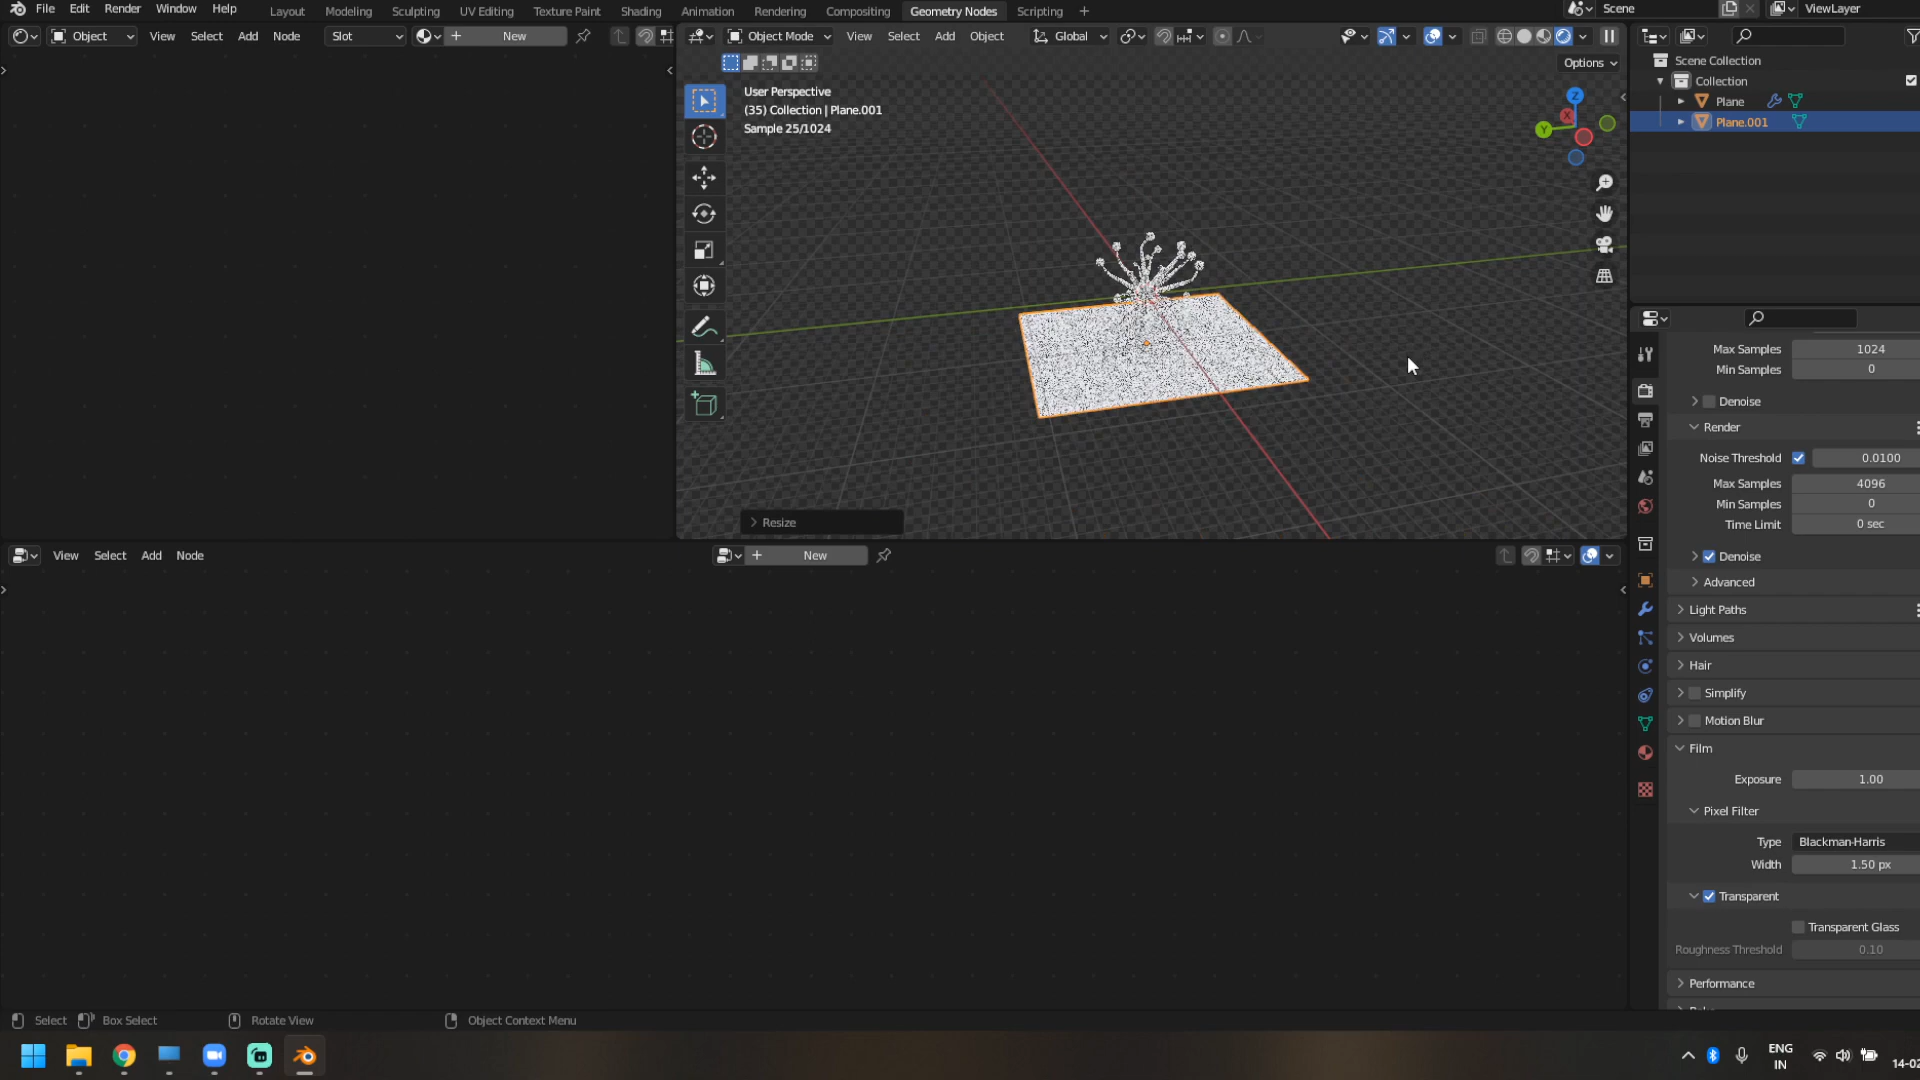 File Edit Render Window Help
Layout Modeling Sculpting UV Editing Texture Paint Shading Animation Rendering Compositing Geometry Nodes Scripting
Scene ViewLayer
Object View Select Add Node Slot New
Object Mode View Select Add Object Global
Options
User Perspective
(35) Collection | Plane.001
Sample 25/1024
Z
X
Y
Resize
Scene Collection
Collection
Plane
Plane.001
Max Samples 1024
Min Samples 0
Denoise
Render
Noise Threshold 0.0100
Max Samples 4096
Min Samples 0
Time Limit 0 sec
Denoise
Advanced
Light Paths
Volumes
Hair
Simplify
Motion Blur
Film
Exposure 1.00
Pixel Filter
Type Blackman-Harris
Width 1.50 px
Transparent
Transparent Glass
Roughness Threshold 0.10
Performance
View Select Add Node New
Select Box Select Rotate View Object Context Menu
ENG
IN